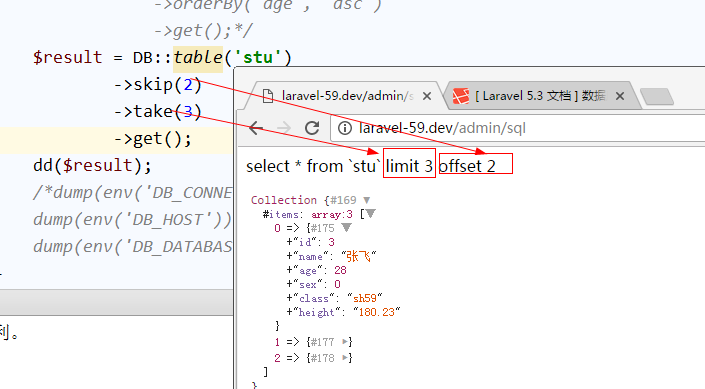 ->orderBy('age', 'asc')
->get();*/
$result = DB::table('stu')
->skip(2)
->take(3)
->get();
dd($result);
/*dump(env('DB_CONNE
dump(env('DB_HOST'))
dump(env('DB_DATABAS
利。
laravel-59.dev/admin/s
[ Laravel 5.3 文档 ] 数据
laravel-59.dev/admin/sql
select * from `stu` limit 3 offset 2
Collection {#169 ▼
#items: array:3 [▼
0 => {#175 ▼
+"id": 3
+"name": "张飞"
+"age": 28
+"sex": 0
+"class": "sh59"
+"height": "180.23"
}
1 => {#177 ▶}
2 => {#178 ▶}
]
}